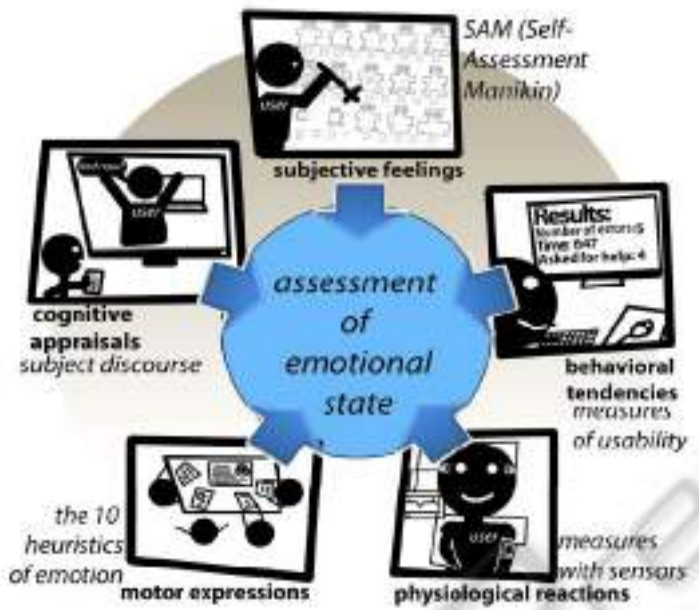 SAM (Self-
Assessment
Manikin)
USER
subjective feelings
USER
cognitive
appraisals
subject discourse
Results:
Number of errors:5
Time: 647
Asked for help: 4
behavioral
tendencies
measures
of usability
assessment
of
emotional
state
the 10
heuristics
of emotion
motor expressions
USER
measures
with sensors
physiological reactions